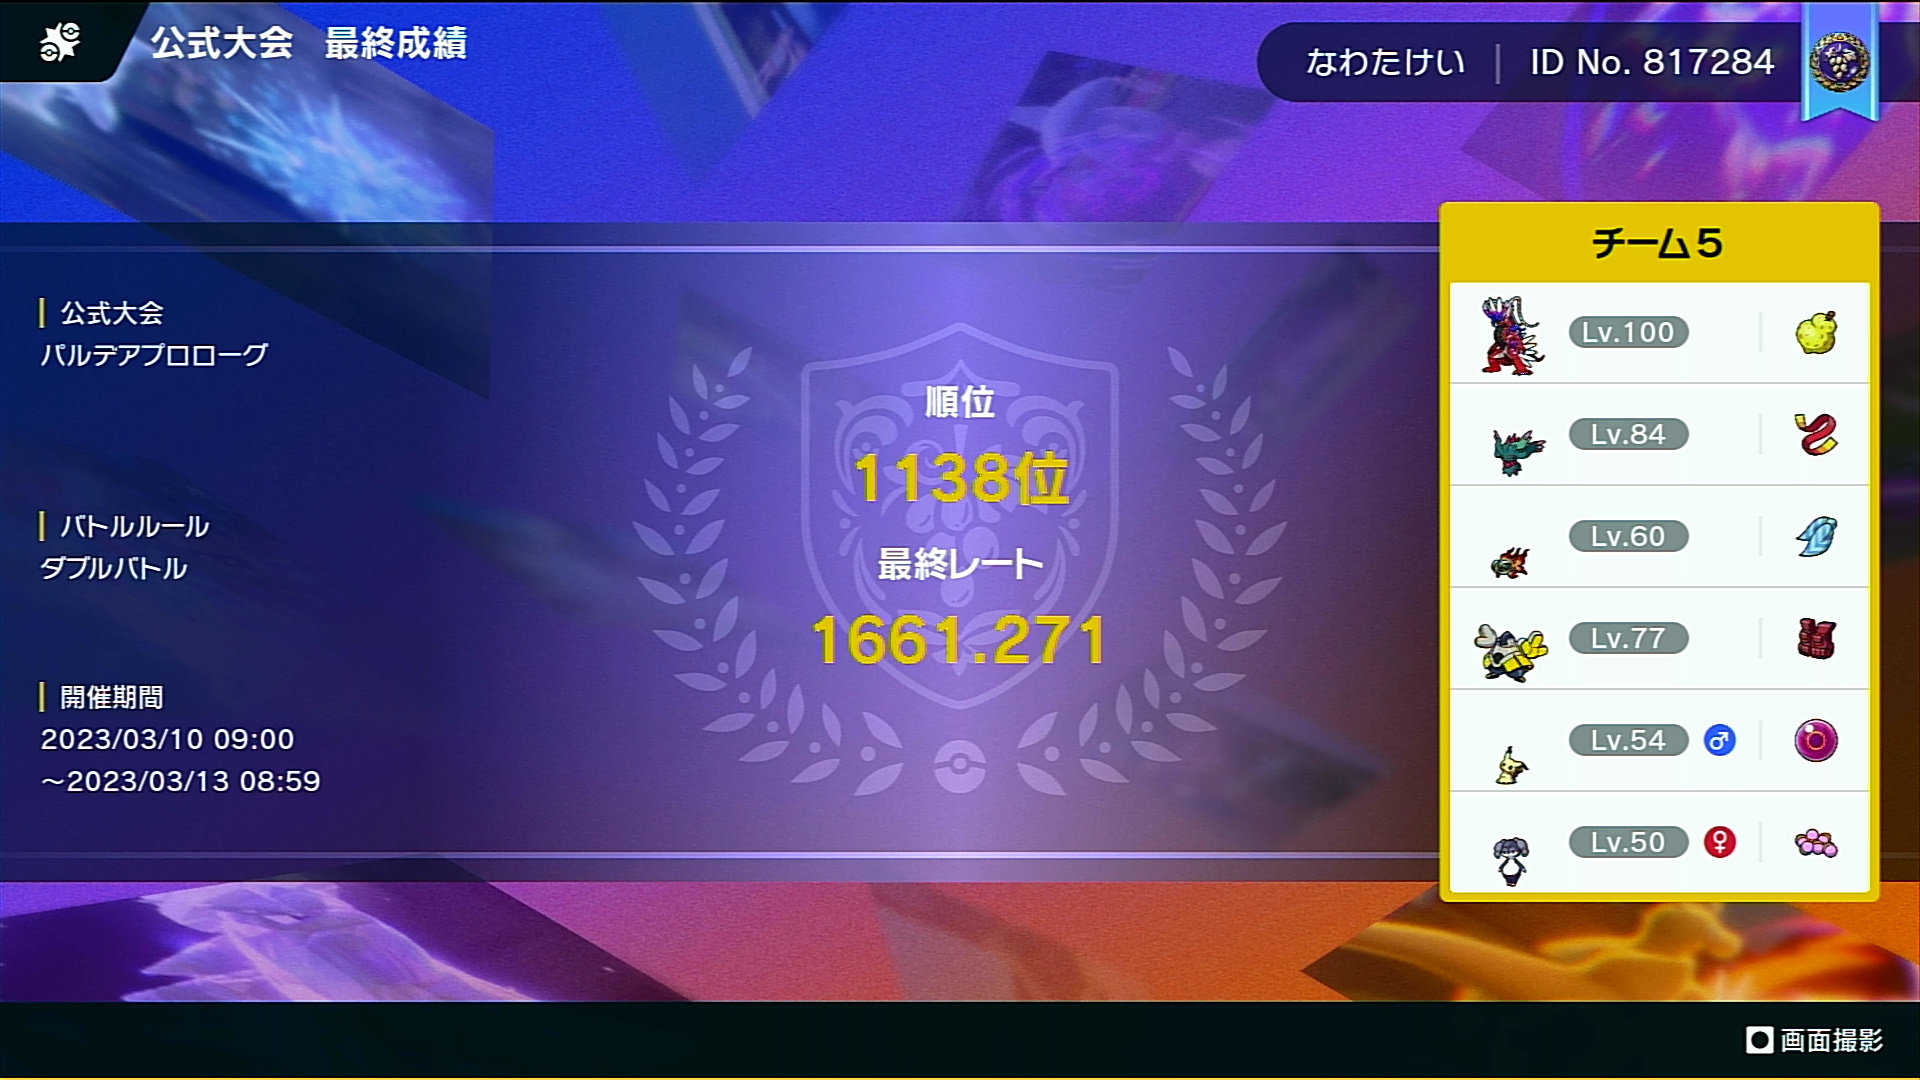 公式大会　最終成績
なわたけい | ID No. 817284
公式大会
パルデアプロローグ
バトルルール
ダブルバトル
開催期間
2023/03/10 09:00
～2023/03/13 08:59
順位
1138位
最終レート
1661.271
チーム5
Lv.100
Lv.84
Lv.60
Lv.77
Lv.54 ♂
Lv.50 ♀
画面撮影